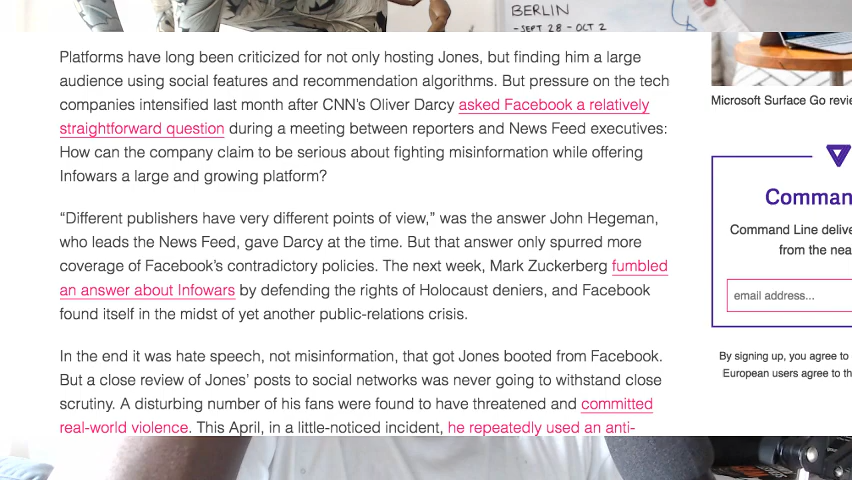 BERLIN
- SEPT 28 - OCT 2
Platforms have long been criticized for not only hosting Jones, but finding him a large
audience using social features and recommendation algorithms. But pressure on the tech
companies intensified last month after CNN's Oliver Darcy asked Facebook a relatively
straightforward question during a meeting between reporters and News Feed executives:
How can the company claim to be serious about fighting misinformation while offering
Infowars a large and growing platform?
“Different publishers have very different points of view,” was the answer John Hegeman,
who leads the News Feed, gave Darcy at the time. But that answer only spurred more
coverage of Facebook's contradictory policies. The next week, Mark Zuckerberg fumbled
an answer about Infowars by defending the rights of Holocaust deniers, and Facebook
found itself in the midst of yet another public-relations crisis.
In the end it was hate speech, not misinformation, that got Jones booted from Facebook.
But a close review of Jones' posts to social networks was never going to withstand close
scrutiny. A disturbing number of his fans were found to have threatened and committed
real-world violence. This April, in a little-noticed incident, he repeatedly used an anti-
Microsoft Surface Go revie
Comman
Command Line delive
from the nea
email address...
By signing up, you agree to
European users agree to th